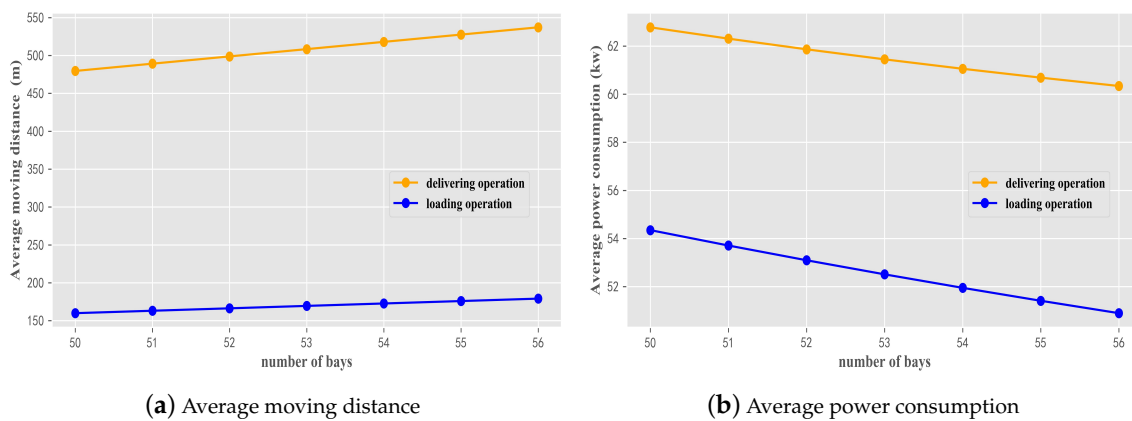 550
500
450
400
350
300
250
200
150
Average moving distance (m)
delivering operation
loading operation
50 51 52 53 54 55 56
number of bays
(a) Average moving distance
62
60
58
56
54
52
Average power consumption (kw)
delivering operation
loading operation
50 51 52 53 54 55 56
number of bays
(b) Average power consumption